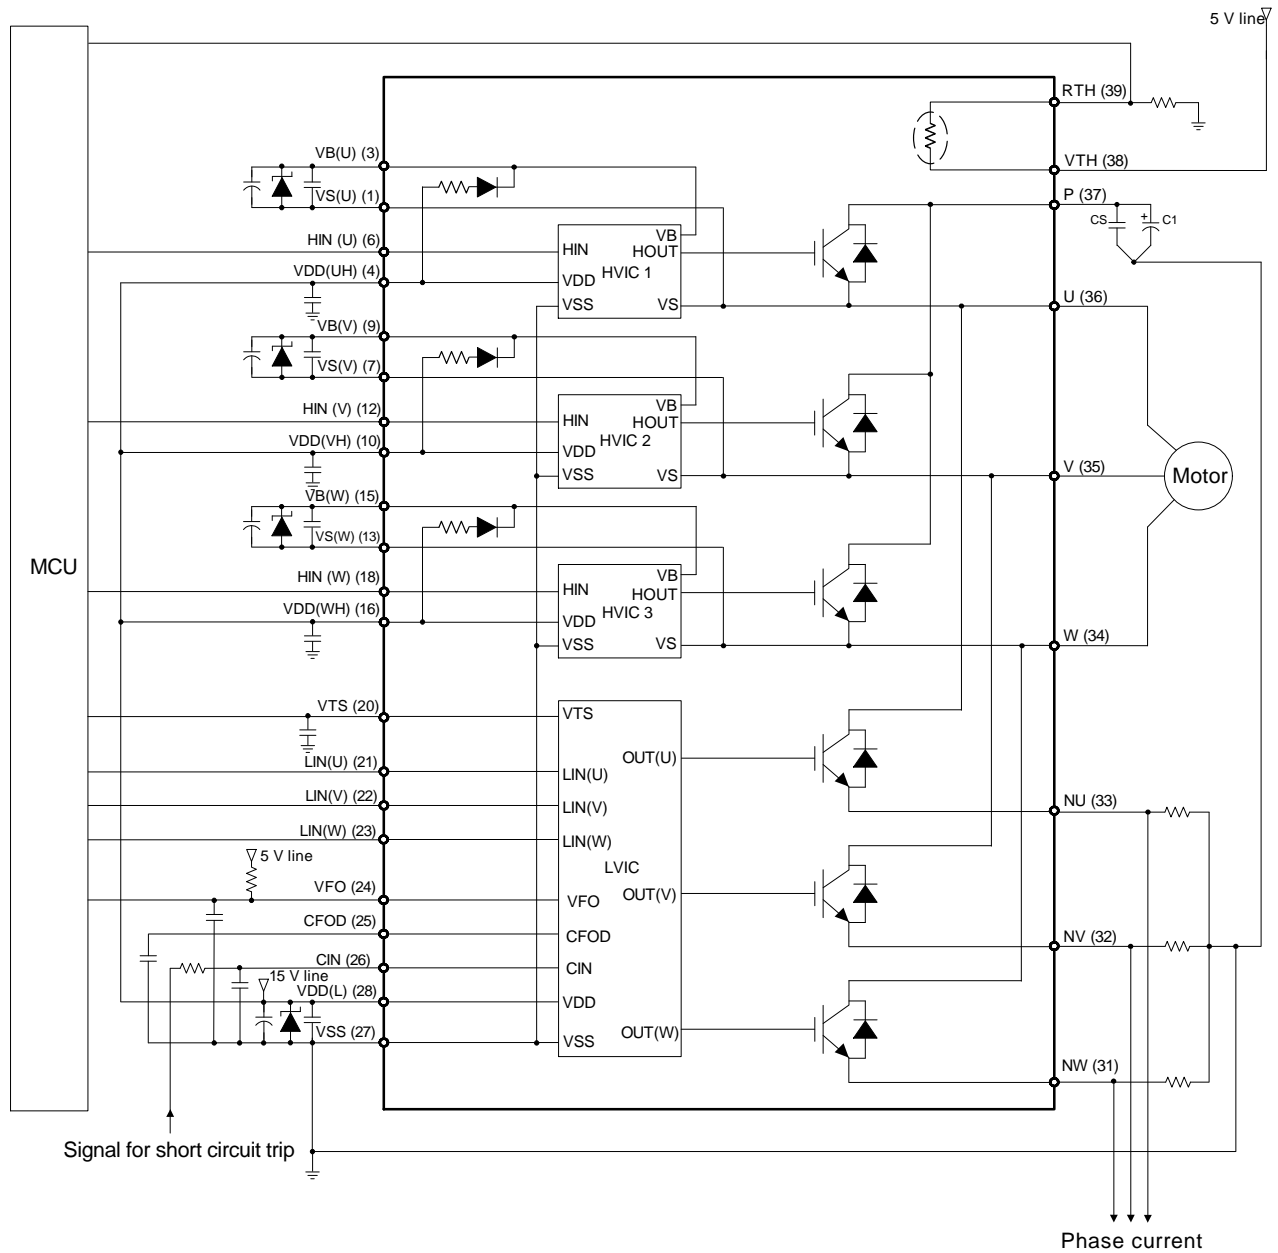 5 V line
RTH (39)
VTH (38)
P (37)
CS
+
C1
VB(U) (3)
VS(U) (1)
HIN (U) (6)
VDD(UH) (4)
HIN
VDD
VSS
HVIC 1
VB
HOUT
VS
U (36)
VB(V) (9)
VS(V) (7)
HIN (V) (12)
VDD(VH) (10)
HIN
VDD
VSS
HVIC 2
VB
HOUT
VS
V (35)
Motor
VB(W) (15)
VS(W) (13)
HIN (W) (18)
VDD(WH) (16)
HIN
VDD
VSS
HVIC 3
VB
HOUT
VS
W (34)
MCU
VTS (20)
LIN(U) (21)
LIN(V) (22)
LIN(W) (23)
5 V line
VFO (24)
CFOD (25)
CIN (26)
15 V line
VDD(L) (28)
VSS (27)
VTS
LIN(U)
LIN(V)
LIN(W)
LVIC
VFO
CFOD
CIN
VDD
VSS
OUT(U)
OUT(V)
OUT(W)
NU (33)
NV (32)
NW (31)
Signal for short circuit trip
Phase current